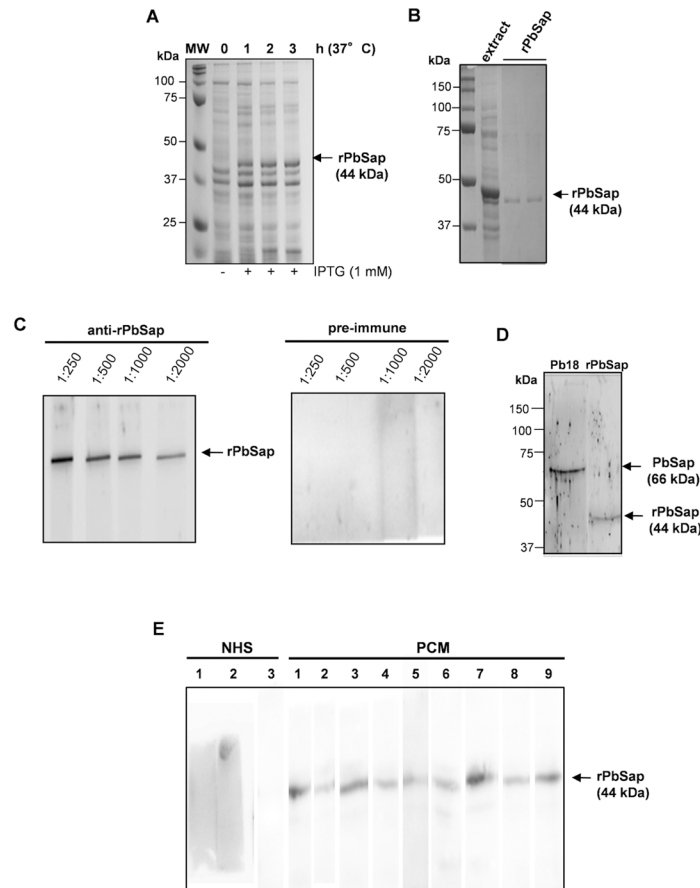 A
MW 0 1 2 3 h (37° C)
kDa
100
75
50
37
25
rPbSap
(44 kDa)
- + + + IPTG (1 mM)
B
extract rPbSap
kDa
150
100
75
50
37
rPbSap
(44 kDa)
C
anti-rPbSap
1:250 1:500 1:1000 1:2000
rPbSap
pre-immune
1:250 1:500 1:1000 1:2000
D
Pb18 rPbSap
kDa
150
100
75
50
37
PbSap
(66 kDa)
rPbSap
(44 kDa)
E
NHS PCM
1 2 3 1 2 3 4 5 6 7 8 9
rPbSap
(44 kDa)